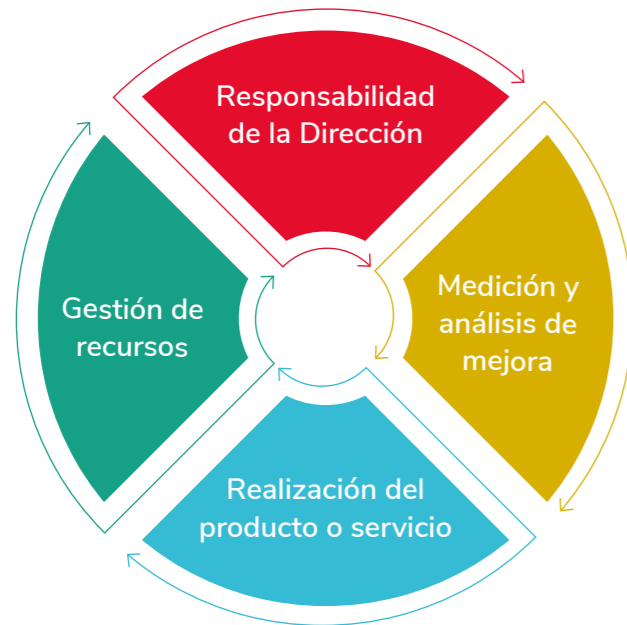 Responsabilidad
de la Dirección
Medición y
análisis de
mejora
Gestión de
recursos
Realización del
producto o servicio